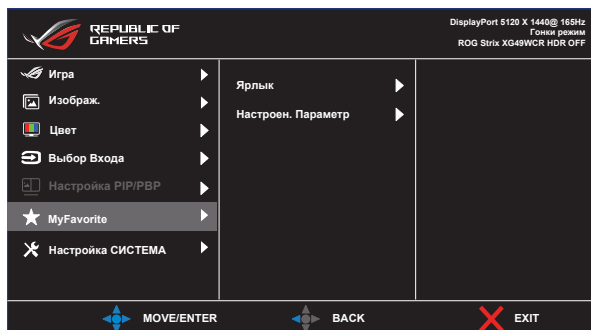 REPUBLIC OF
GAMERS
DisplayPort 5120 X 1440@ 165Hz
Гонки режим
ROG Strix XG49WCR HDR OFF
Игра
Изображ.
Цвет
Выбор Входа
Настройка PIP/PBP
MyFavorite
Настройка СИСТЕМА
Ярлык
Настроен. Параметр
MOVE/ENTER
BACK
EXIT